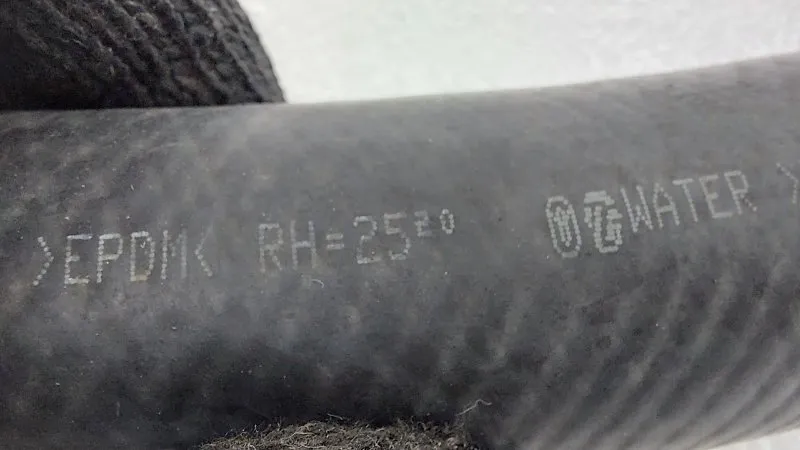 >EPDM< RH=25²⁰ WATER >